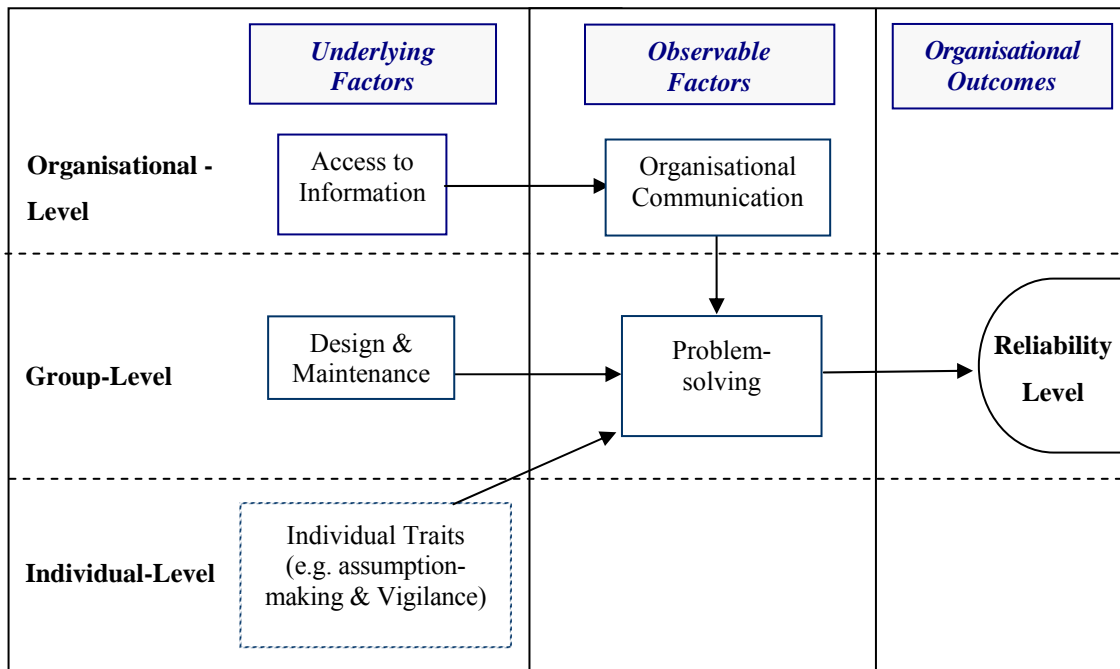 Underlying
Factors
Observable
Factors
Organisational
Outcomes
Organisational -
Level
Access to
Information
Organisational
Communication
Group-Level
Design &
Maintenance
Problem-
solving
Reliability
Level
Individual-Level
Individual Traits
(e.g. assumption-
making & Vigilance)